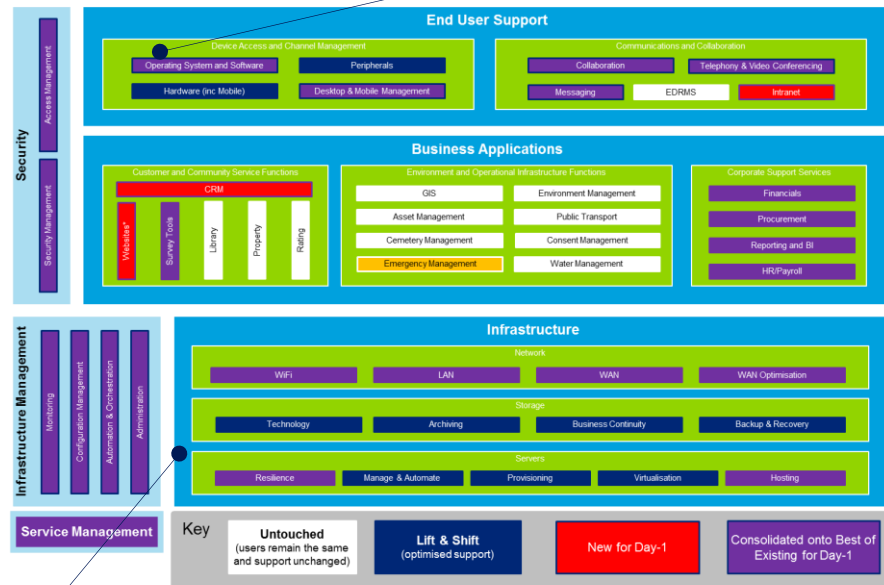 End User Support
Device Access and Channel Management
Operating System and Software
Peripherals
Hardware (inc Mobile)
Desktop & Mobile Management
Communications and Collaboration
Collaboration
Telephony & Video Conferencing
Messaging
EDRMS
Intranet
Security
Access Management
Security Management
Business Applications
Customer and Community Service Functions
CRM
Websites*
Survey Tools
Library
Property
Rating
Environment and Operational Infrastructure Functions
GIS
Environment Management
Asset Management
Public Transport
Cemetery Management
Consent Management
Emergency Management
Water Management
Corporate Support Services
Financials
Procurement
Reporting and BI
HR/Payroll
Infrastructure Management
Monitoring
Configuration Management
Automation & Orchestration
Administration
Infrastructure
Network
WiFi
LAN
WAN
WAN Optimisation
Storage
Technology
Archiving
Business Continuity
Backup & Recovery
Servers
Resilience
Manage & Automate
Provisioning
Virtualisation
Hosting
Service Management
Key
Untouched
(users remain the same
and support unchanged)
Lift & Shift
(optimised support)
New for Day-1
Consolidated onto Best of
Existing for Day-1